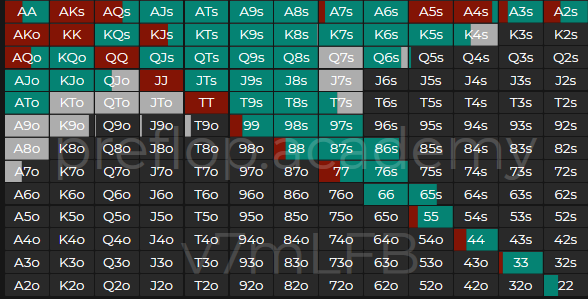 AA AKs AQs AJs ATs A9s A8s A7s A6s A5s A4s A3s A2s
AKo KK KQs KJs KTs K9s K8s K7s K6s K5s K4s K3s K2s
AQo KQo QQ QJs QTs Q9s Q8s Q7s Q6s Q5s Q4s Q3s Q2s
AJo KJo QJo JJ JTs J9s J8s J7s J6s J5s J4s J3s J2s
ATo KTo QTo JTo TT T9s T8s T7s T6s T5s T4s T3s T2s
A9o K9o Q9o J9o T9o 99 98s 97s 96s 95s 94s 93s 92s
preflop.academy
A8o K8o Q8o J8o T8o 98o 88 87s 86s 85s 84s 83s 82s
A7o K7o Q7o J7o T7o 97o 87o 77 76s 75s 74s 73s 72s
A6o K6o Q6o J6o T6o 96o 86o 76o 66 65s 64s 63s 62s
A5o K5o Q5o J5o T5o 95o 85o 75o 65o 55 54s 53s 52s
A4o K4o Q4o J4o T4o 94o 84o 74o 64o 54o 44 43s 42s
v7mLFB
A3o K3o Q3o J3o T3o 93o 83o 73o 63o 53o 43o 33 32s
A2o K2o Q2o J2o T2o 92o 82o 72o 62o 52o 42o 32o 22